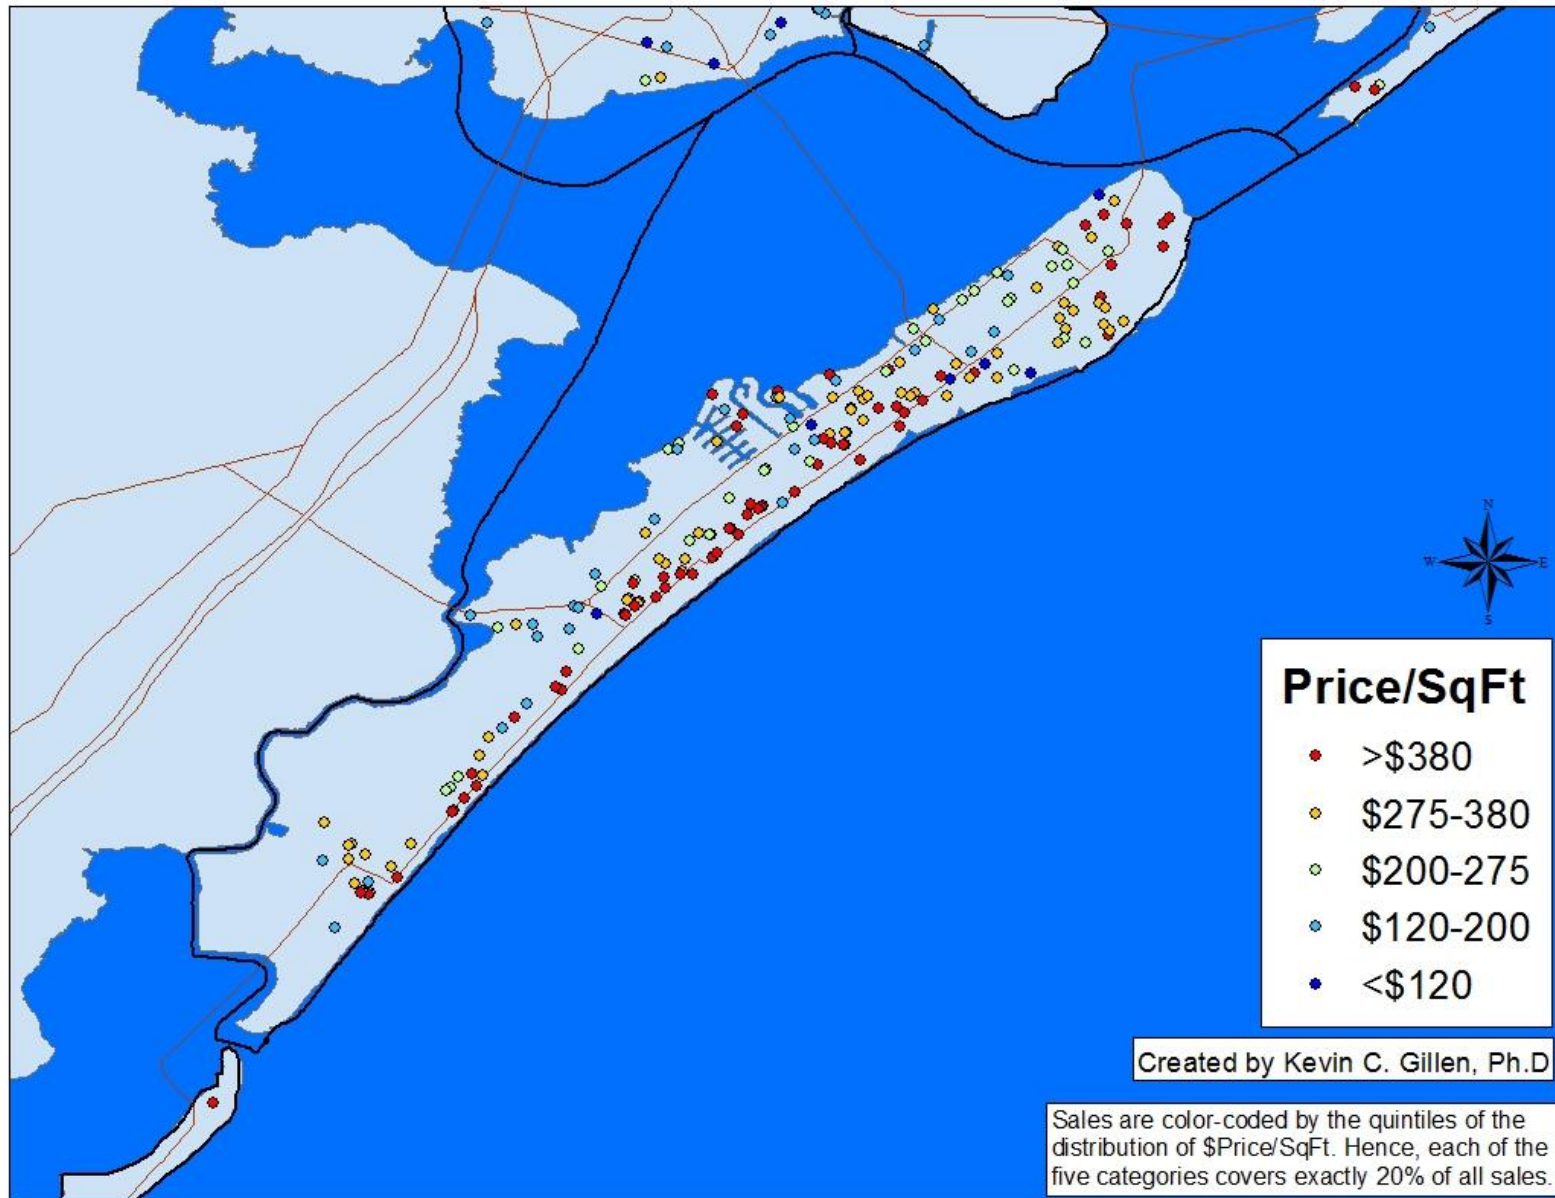 N
W
E
S
Price/SqFt
>$380
$275-380
$200-275
$120-200
<$120
Created by Kevin C. Gillen, Ph.D
Sales are color-coded by the quintiles of the
distribution of $Price/SqFt. Hence, each of the
five categories covers exactly 20% of all sales.